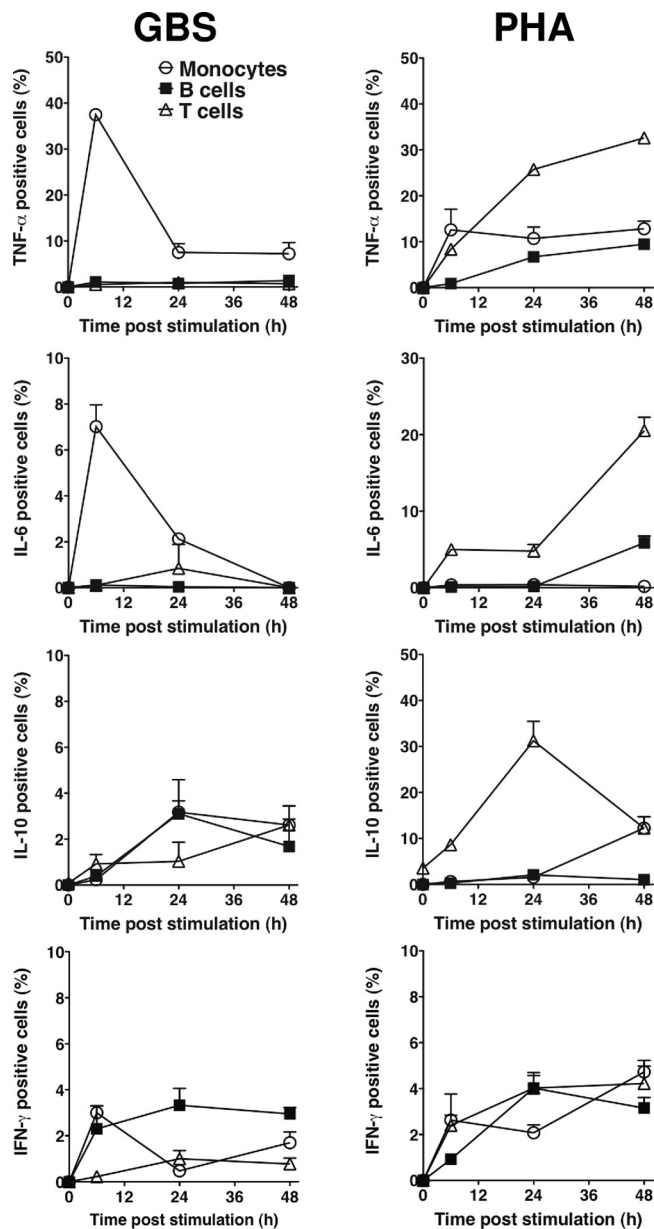 GBS
PHA
TNF-α positive cells (%)
50
40
30
20
10
0
Monocytes
B cells
T cells
0 12 24 36 48
Time post stimulation (h)
TNF-α positive cells (%)
50
40
30
20
10
0
0 12 24 36 48
Time post stimulation (h)
IL-6 positive cells (%)
10
8
6
4
2
0
0 12 24 36 48
Time post stimulation (h)
IL-6 positive cells (%)
30
20
10
0
0 12 24 36 48
Time post stimulation (h)
IL-10 positive cells (%)
10
8
6
4
2
0
0 12 24 36 48
Time post stimulation (h)
IL-10 positive cells (%)
50
40
30
20
10
0
0 12 24 36 48
Time post stimulation (h)
IFN-γ positive cells (%)
10
8
6
4
2
0
0 12 24 36 48
Time post stimulation (h)
IFN-γ positive cells (%)
10
8
6
4
2
0
0 12 24 36 48
Time post stimulation (h)